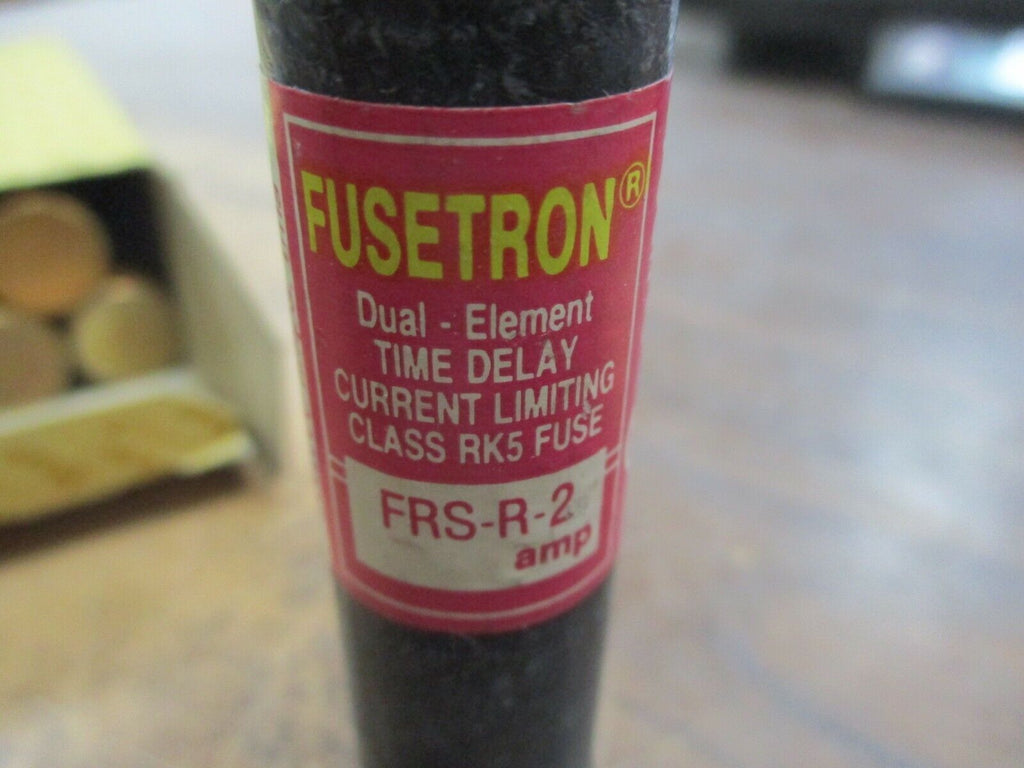 FUSETRON®
Dual - Element
TIME DELAY
CURRENT LIMITING
CLASS RK5 FUSE
FRS-R-2
amp